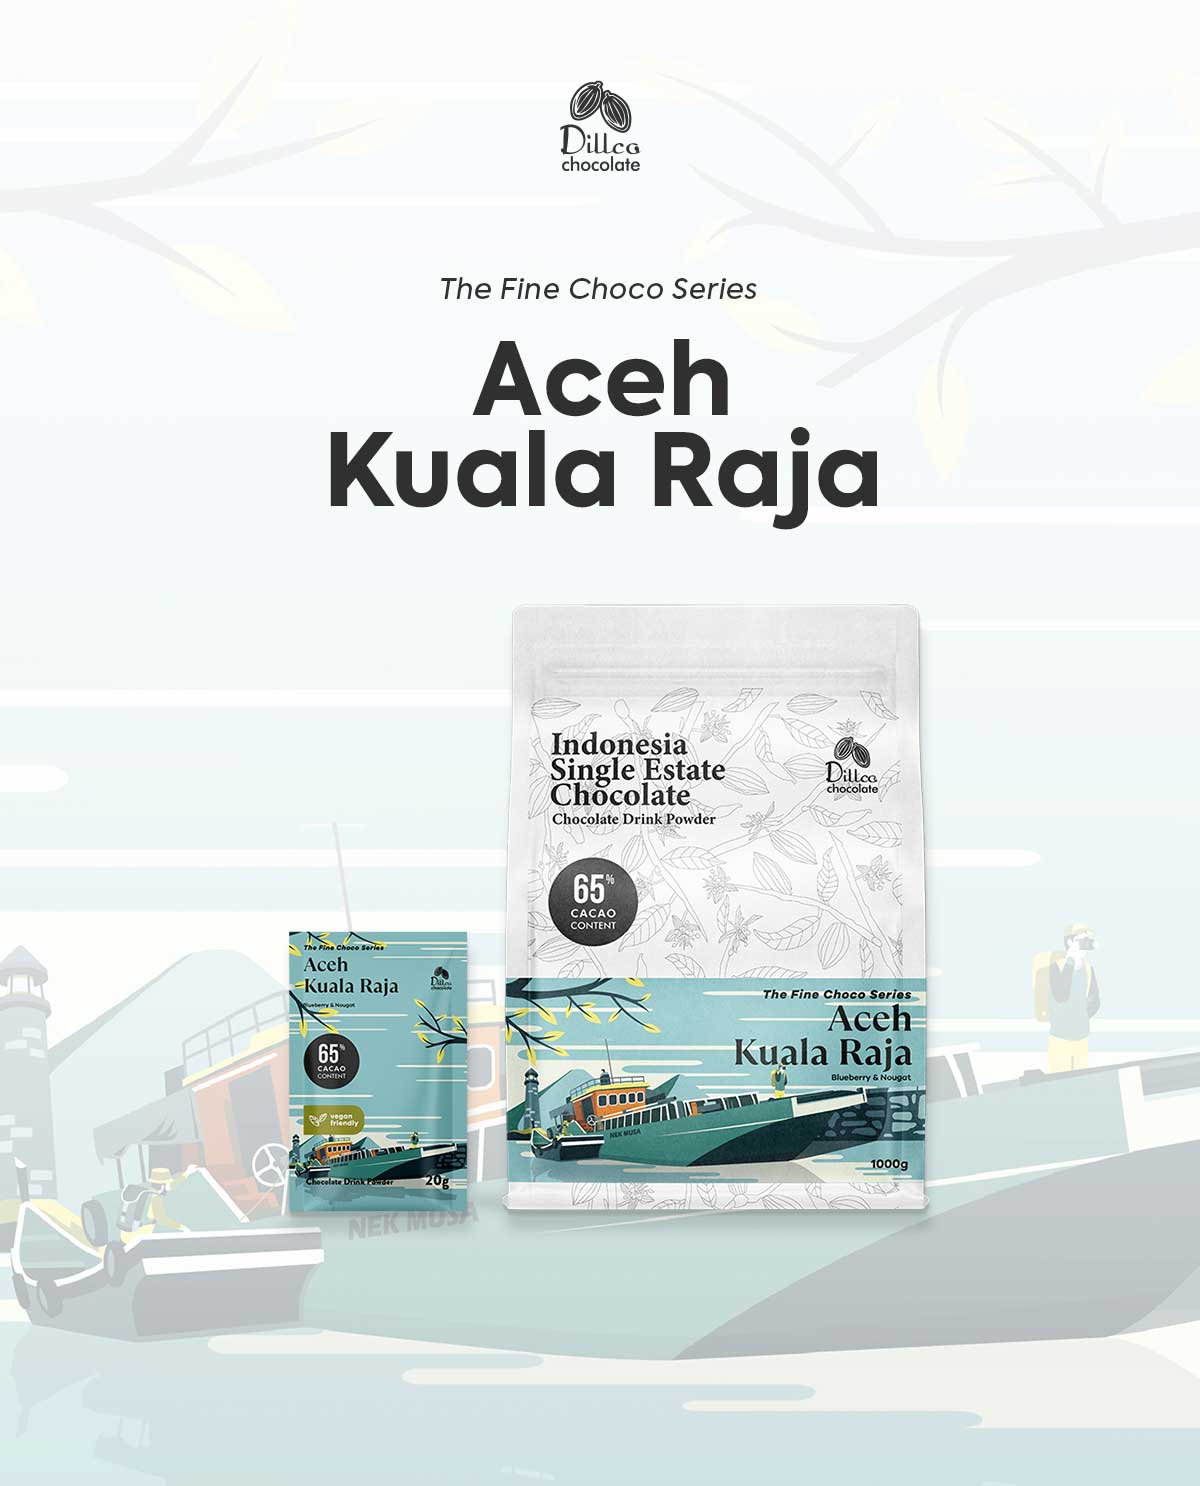 Dillco
chocolate
The Fine Choco Series
Aceh
Kuala Raja
Indonesia
Single Estate
Chocolate
Chocolate Drink Powder
Dillco
chocolate
65%
CACAO
CONTENT
The Fine Choco Series
Aceh
Kuala Raja
Blueberry & Nougat
NEK MUSA
1000g
The Fine Choco Series
Aceh
Kuala Raja
Blueberry & Nougat
Dillco
chocolate
65%
CACAO
CONTENT
vegan
friendly
Chocolate Drink Powder
20g
NEK MUSA